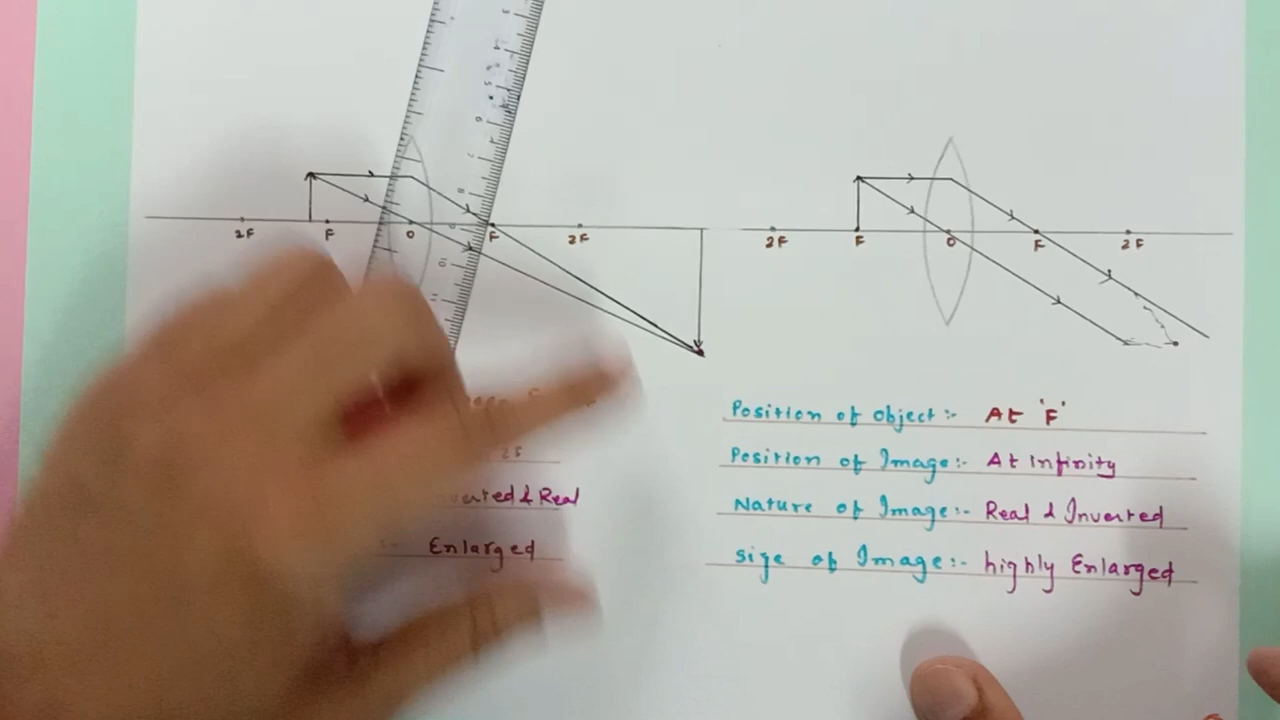 2F F O F 2F
2F F O F 2F
Position of Object:- At 'F'
Position of Image:- At Infinity
Inverted & Real
Nature of Image:- Real & Inverted
Enlarged
Size of Image:- highly Enlarged